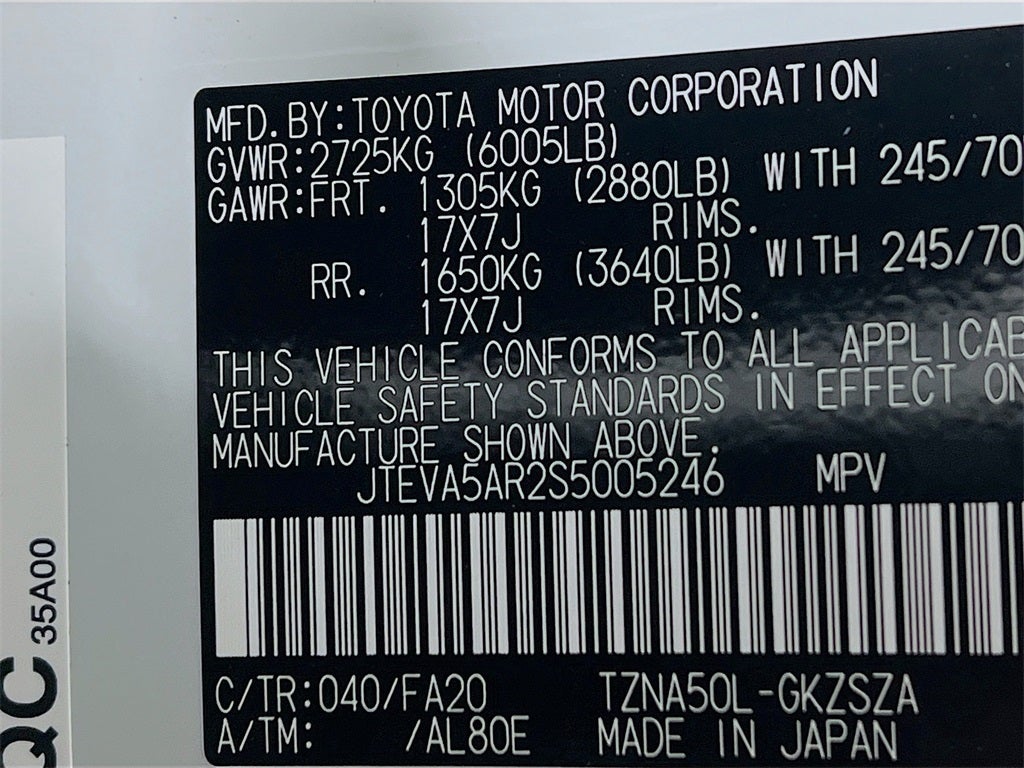 MFD.BY:TOYOTA MOTOR CORPORATION
GVWR:2725KG (6005LB)
GAWR:FRT. 1305KG (2880LB) WITH 245/70
17X7J RIMS.
RR. 1650KG (3640LB) WITH 245/70
17X7J RIMS.
THIS VEHICLE CONFORMS TO ALL APPLICAB
VEHICLE SAFETY STANDARDS IN EFFECT ON
MANUFACTURE SHOWN ABOVE.
JTEVA5AR2S5005246 MPV
C/TR:040/FA20 TZNA50L-GKZSZA
A/TM: /AL80E MADE IN JAPAN
QC 35A00